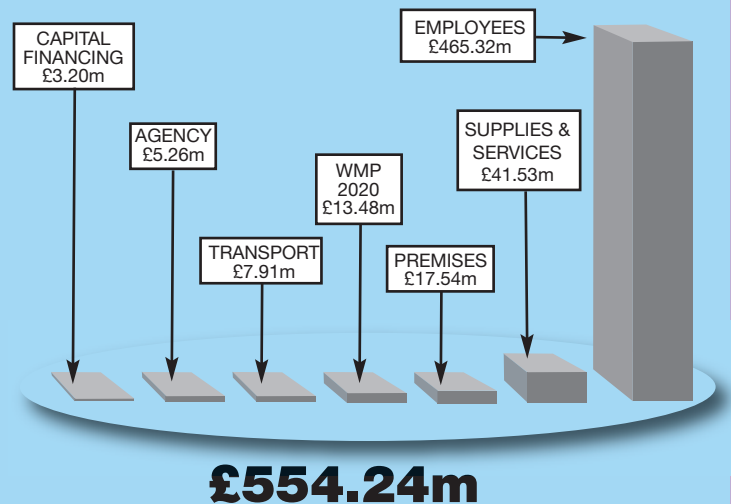 CAPITAL
FINANCING
£3.20m
AGENCY
£5.26m
TRANSPORT
£7.91m
WMP
2020
£13.48m
PREMISES
£17.54m
SUPPLIES &
SERVICES
£41.53m
EMPLOYEES
£465.32m
£554.24m